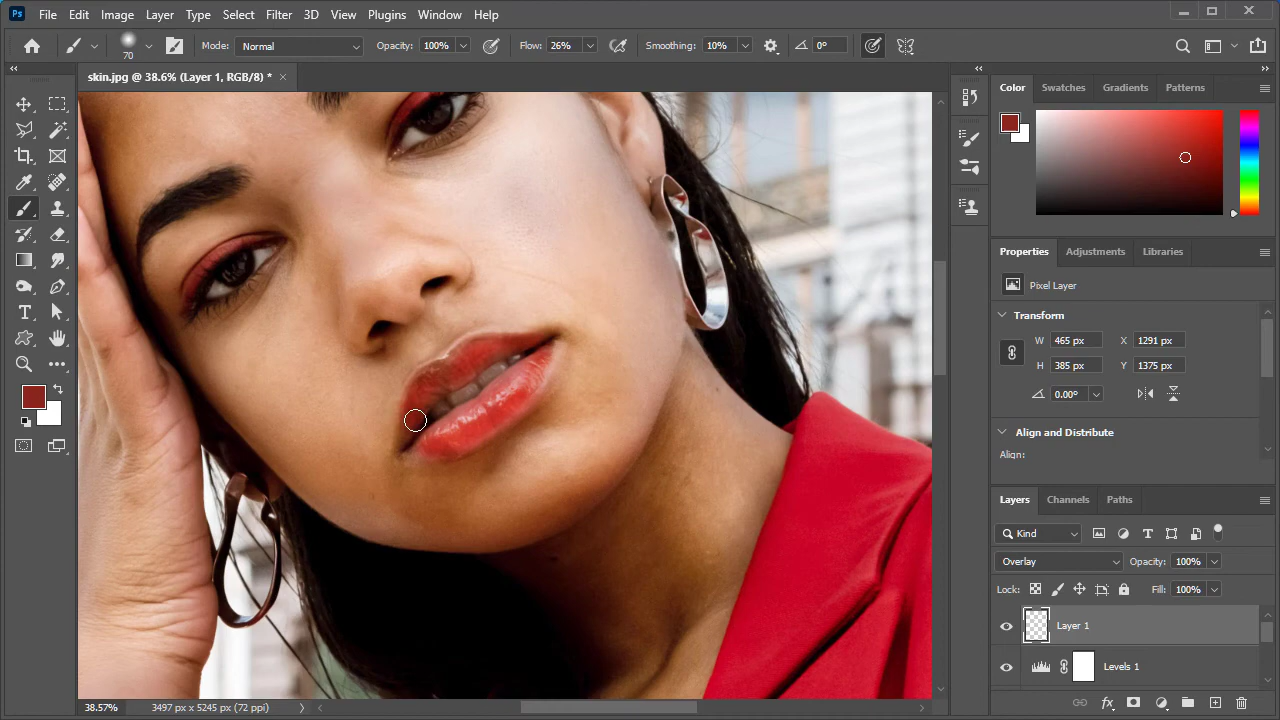 Ps File Edit Image Layer Type Select Filter 3D View Plugins Window Help
70 Mode: Normal Opacity: 100% Flow: 26% Smoothing: 10% 0°
skin.jpg @ 38.6% (Layer 1, RGB/8) *
Color Swatches Gradients Patterns
Properties Adjustments Libraries
Pixel Layer
Transform
W 465 px X 1291 px
H 385 px Y 1375 px
0.00°
Align and Distribute
Align:
Layers Channels Paths
Kind
Overlay Opacity: 100%
Lock: Fill: 100%
Layer 1
Levels 1
38.57% 3497 px x 5245 px (72 ppi)